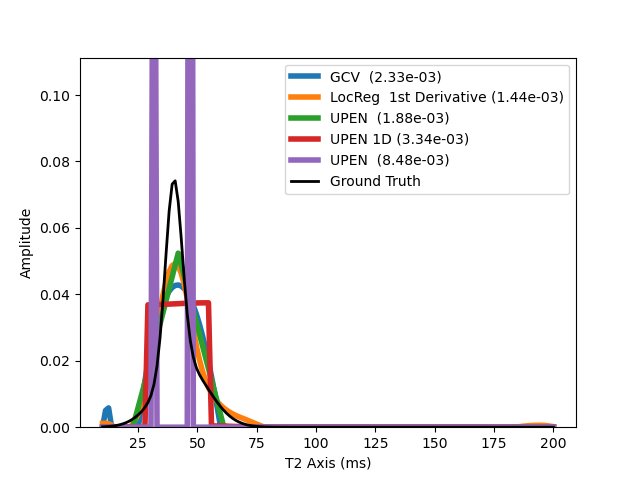 GCV  (2.33e-03)
LocReg  1st Derivative (1.44e-03)
UPEN  (1.88e-03)
UPEN 1D (3.34e-03)
UPEN  (8.48e-03)
Ground Truth
0.10
0.08
0.06
0.04
0.02
0.00
Amplitude
25 50 75 100 125 150 175 200
T2 Axis (ms)